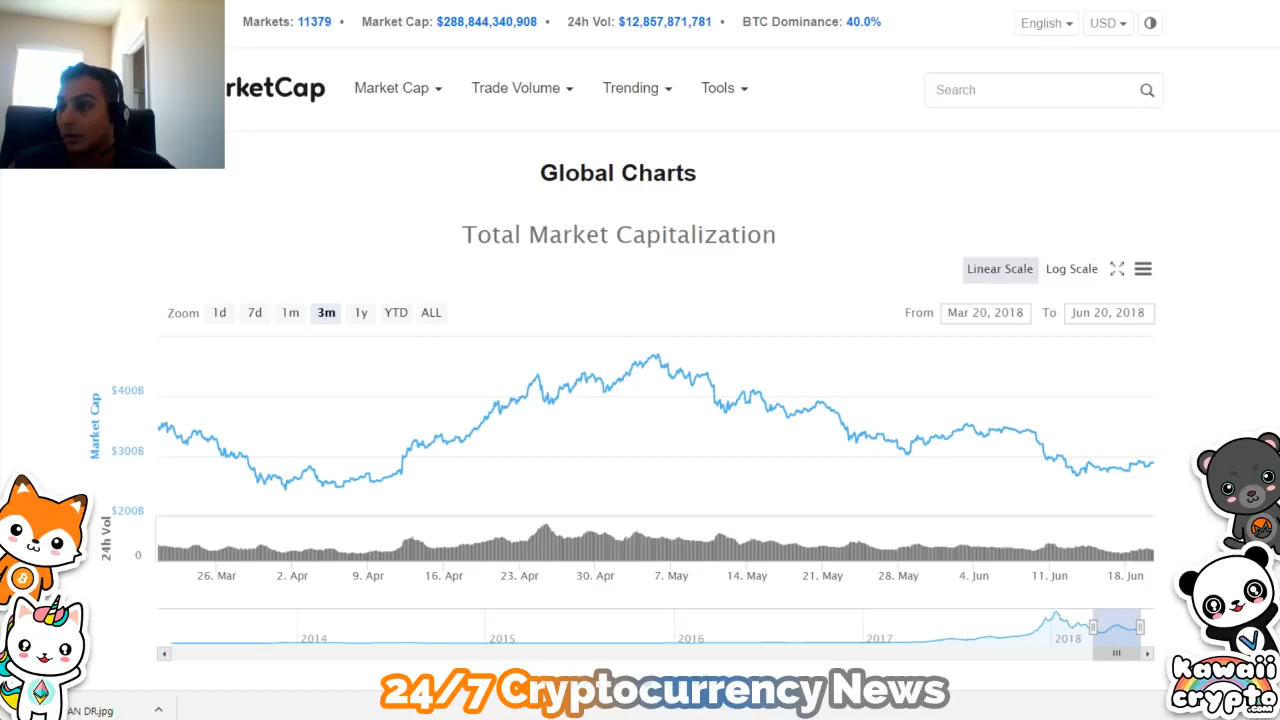 Markets: 11379 • Market Cap: $288,844,340,908 • 24h Vol: $12,857,871,781 • BTC Dominance: 40.0%
English USD
rketCap Market Cap Trade Volume Trending Tools Search
Global Charts
Total Market Capitalization
Linear Scale Log Scale
Zoom 1d 7d 1m 3m 1y YTD ALL From Mar 20, 2018 To Jun 20, 2018
Market Cap
$400B
$300B
$200B
24h Vol
0
26. Mar 2. Apr 9. Apr 16. Apr 23. Apr 30. Apr 7. May 14. May 21. May 28. May 4. Jun 11. Jun 18. Jun
2014 2015 2016 2017 2018
24/7 Cryptocurrency News
kawaii
crypto
.com
AN DR.jpg